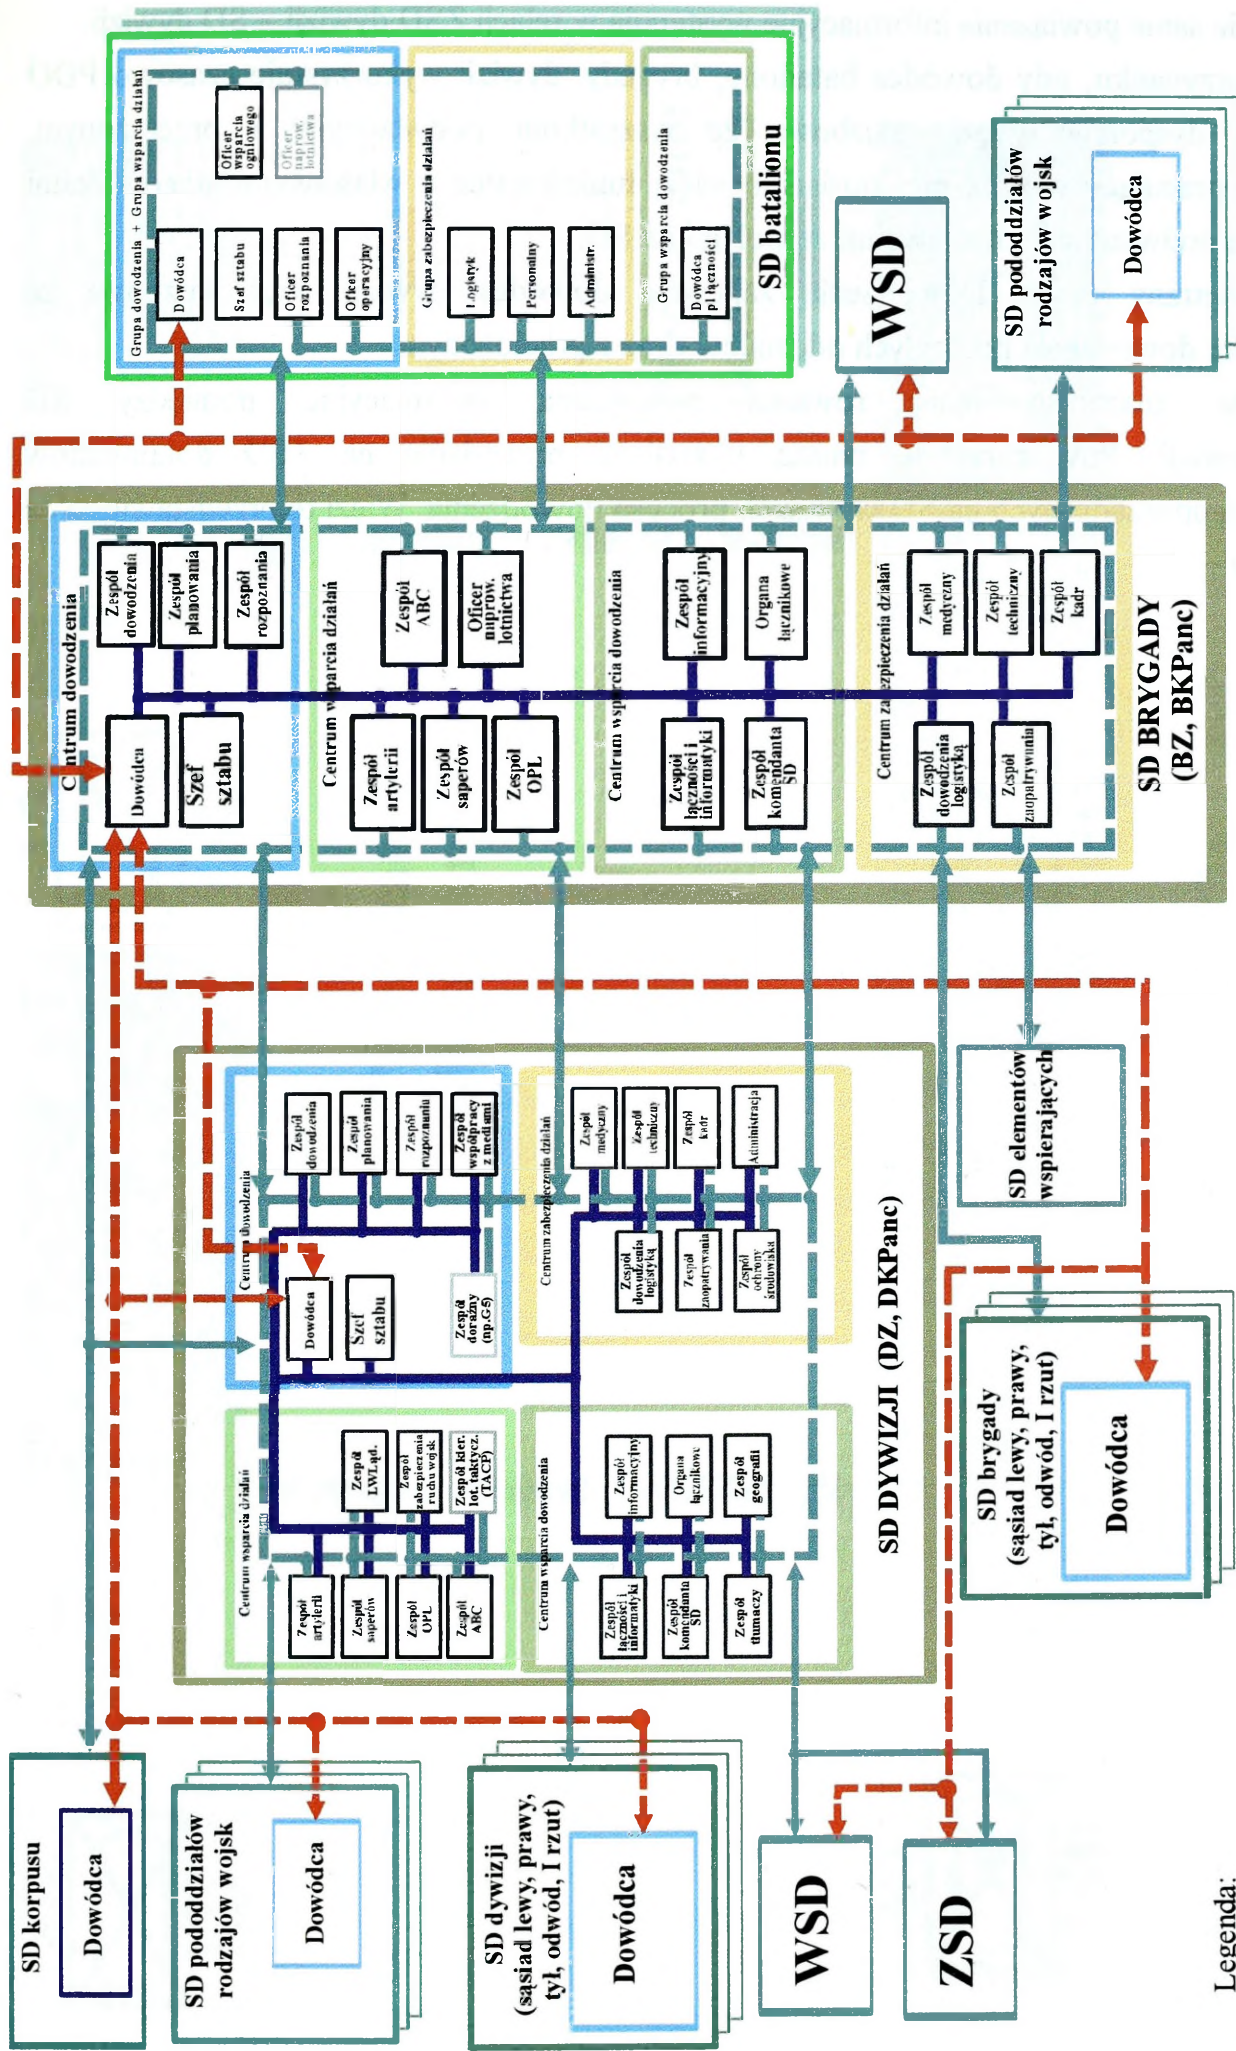 SD korpusu
Dowódca
SD pododdziałów
rodzajów wojsk
Dowódca
SD dywizji
(sąsiad lewy, prawy,
tył, odwód, I rzut)
Dowódca
WSD
ZSD
Legenda:
SD DYWIZJI (DZ, DKPanc)
Centrum wsparcia działań
Zespół
artylerii
Zespół
saperów
Zespół
OPL
Zespół
ABC
Zespół
LWLąd.
Zespół
zabezpieczenia
ruchu wojsk
Zespół kier.
lot. taktycz.
(TACP)
Centrum dowodzenia
Dowódca
Szef
sztabu
Zespół
doraźny
(np.G5)
Zespół
dowodzenia
Zespół
planowania
Zespół
rozpoznania
Zespół
współpracy
z mediami
Centrum wsparcia dowodzenia
Zespół
łączności i
informatyki
Zespół
komendanta
SD
Zespół
tłumaczy
Zespół
informacyjny
Organa
łącznikowe
Zespół
geografii
Centrum zabezpieczenia działań
Zespół
dowodzenia
logistyką
Zespół
zaopatrywania
Zespół
ochrony
środowiska
Zespół
medyczny
Zespół
techniczny
Zespół
kadr
Administracja
SD brygady
(sąsiad lewy, prawy,
tył, odwód, I rzut)
Dowódca
SD elementów
wspierających
Centrum dowodzenia
Dowódca
Szef
sztabu
Zespół
dowodzenia
Zespół
planowania
Zespół
rozpoznania
Centrum wsparcia działań
Zespół
artylerii
Zespół
saperów
Zespół
OPL
Zespół
ABC
Oficer
naprow.
lotnictwa
Centrum wsparcia dowodzenia
Zespół
łączności i
informatyki
Zespół
komendanta
SD
Zespół
informacyjny
Organa
łącznikowe
Centrum zabezpieczenia działań
Zespół
dowodzenia
logistyką
Zespół
zaopatrywania
Zespół
medyczny
Zespół
techniczny
Zespół
kadr
SD BRYGADY
(BZ, BKPanc)
Grupa dowodzenia + Grupa wsparcia działań
Dowódca
Szef sztabu
Oficer
rozpoznania
Oficer
operacyjny
Oficer
wsparcia
ogniowego
Oficer
naprow.
lotnictwa
Grupa zabezpieczenia działań
Logistyk
Personalny
Administr.
Grupa wsparcia dowodzenia
Dowódca
pl łączności
SD batalionu
WSD
SD pododdziałów
rodzajów wojsk
Dowódca